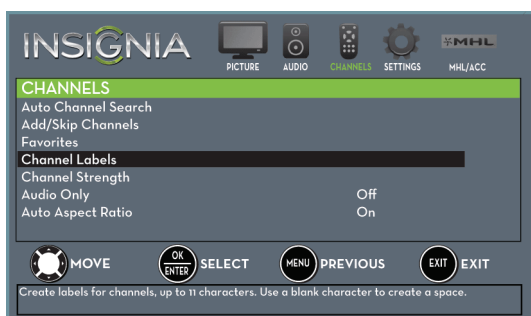 INSIGNIA
PICTURE AUDIO CHANNELS SETTINGS MHL MHL/ACC
CHANNELS
Auto Channel Search
Add/Skip Channels
Favorites
Channel Labels
Channel Strength
Audio Only Off
Auto Aspect Ratio On
MOVE OK ENTER SELECT MENU PREVIOUS EXIT EXIT
Create labels for channels, up to 11 characters. Use a blank character to create a space.